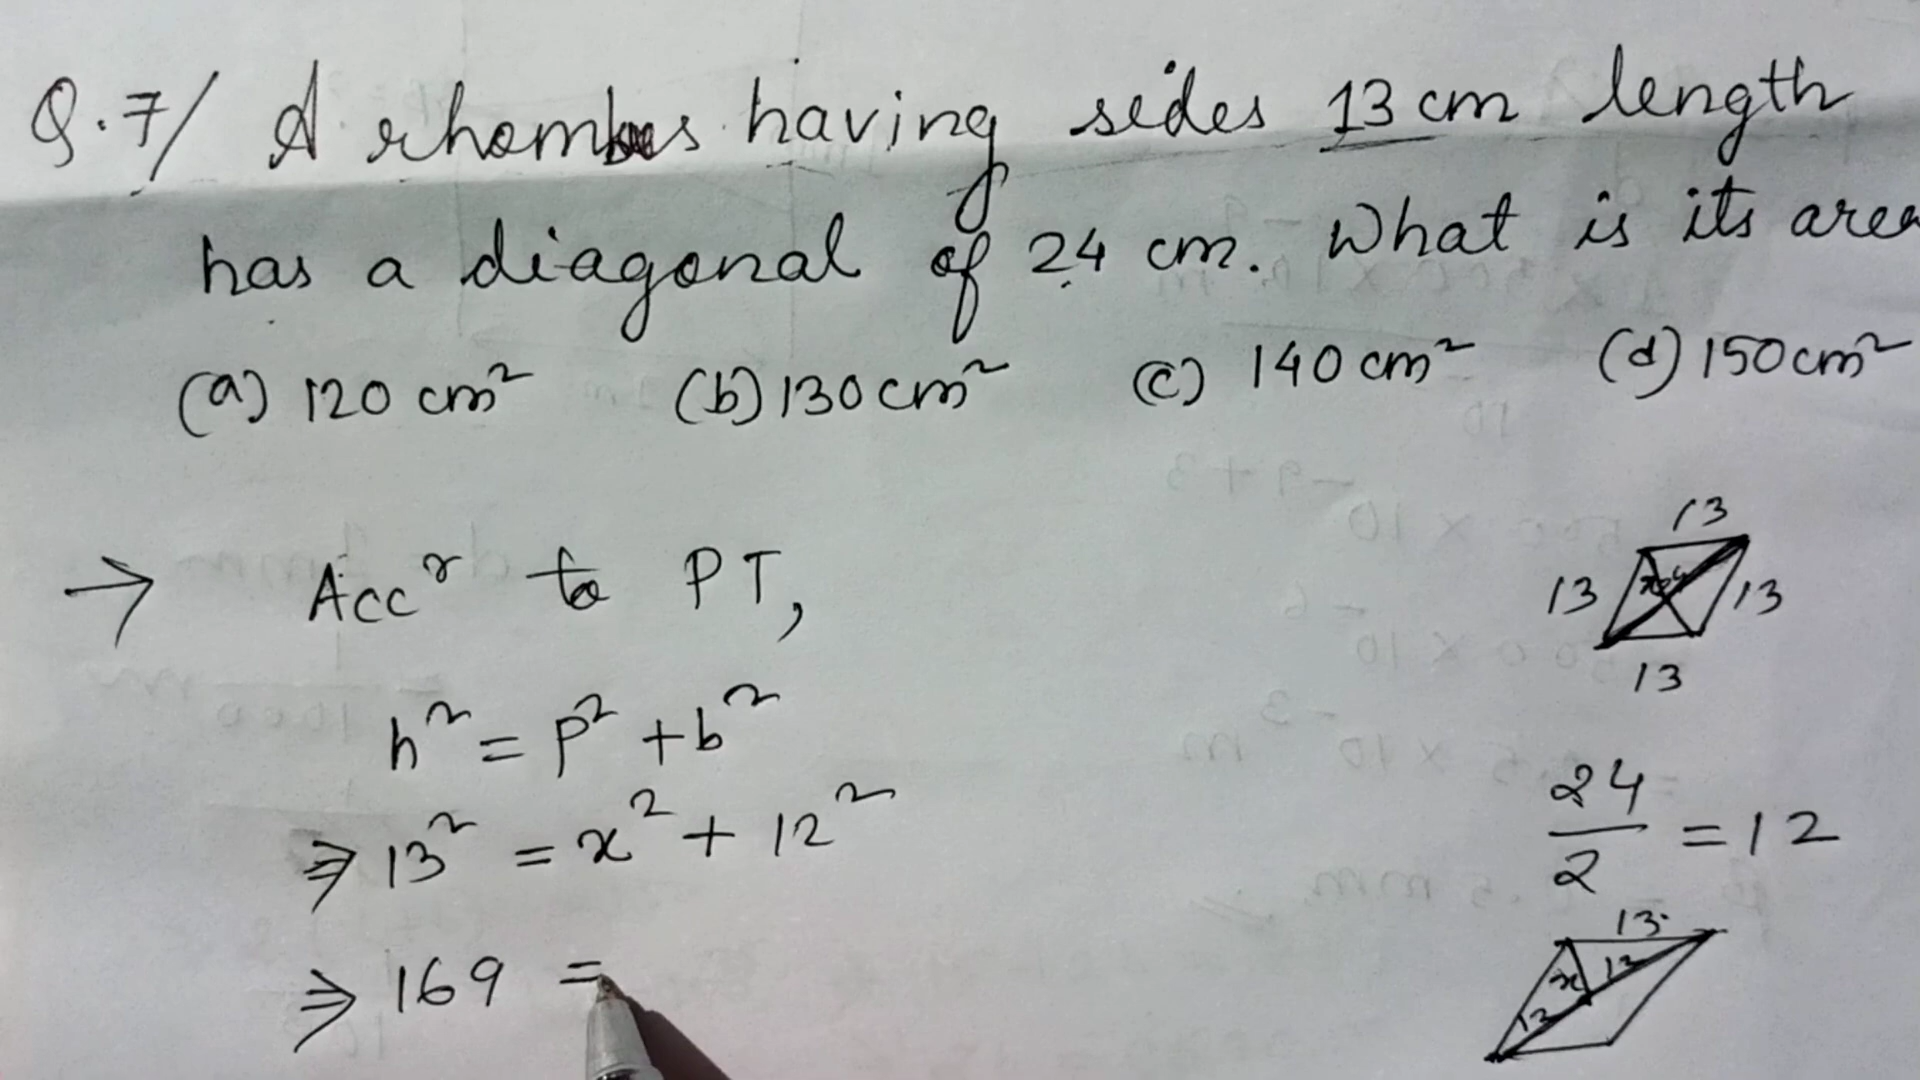 Q.7/ A rhombus having sides 13 cm length
has a diagonal of 24 cm. What is its area
(a) 120 cm² (b) 130 cm² (c) 140 cm² (d) 150 cm²
→ Accr to PT,
h² = p² + b²
⇒ 13² = x² + 12²
⇒ 169 =
13
13 13
13
24/2 = 12
13
x 12
12